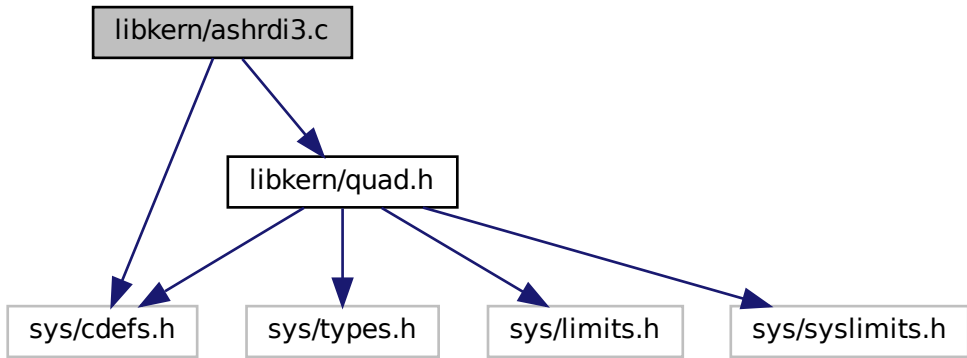 libkern/ashrdi3.c
libkern/quad.h
sys/cdefs.h
sys/types.h
sys/limits.h
sys/syslimits.h